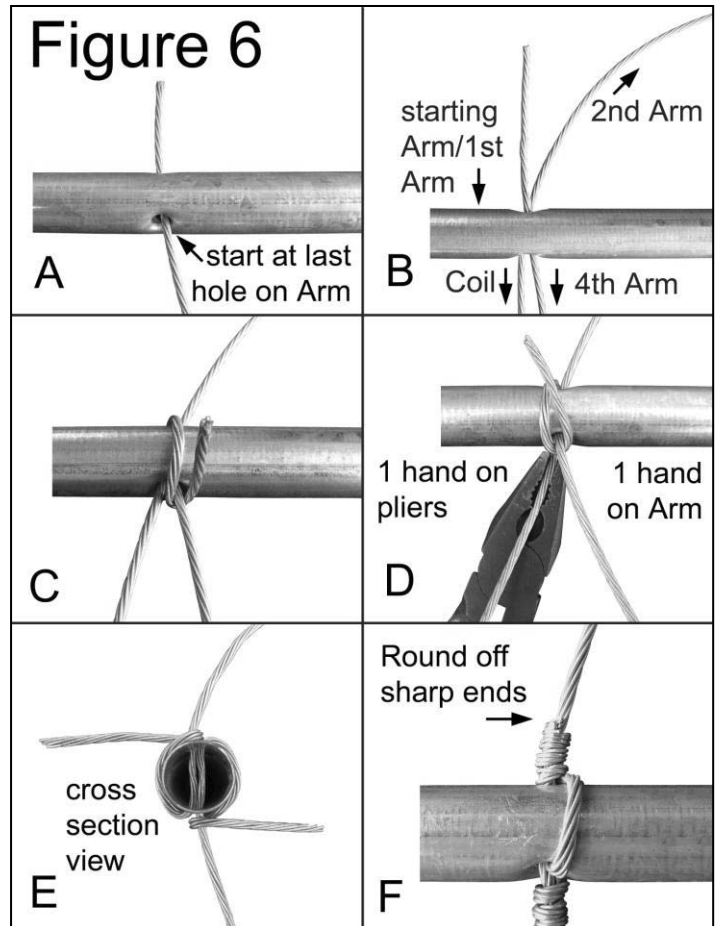 Figure 6
start at last
hole on Arm
A
starting
Arm/1st
Arm
2nd Arm
Coil
4th Arm
B
C
1 hand on
pliers
1 hand
on Arm
D
cross
section
view
E
Round off
sharp ends
F